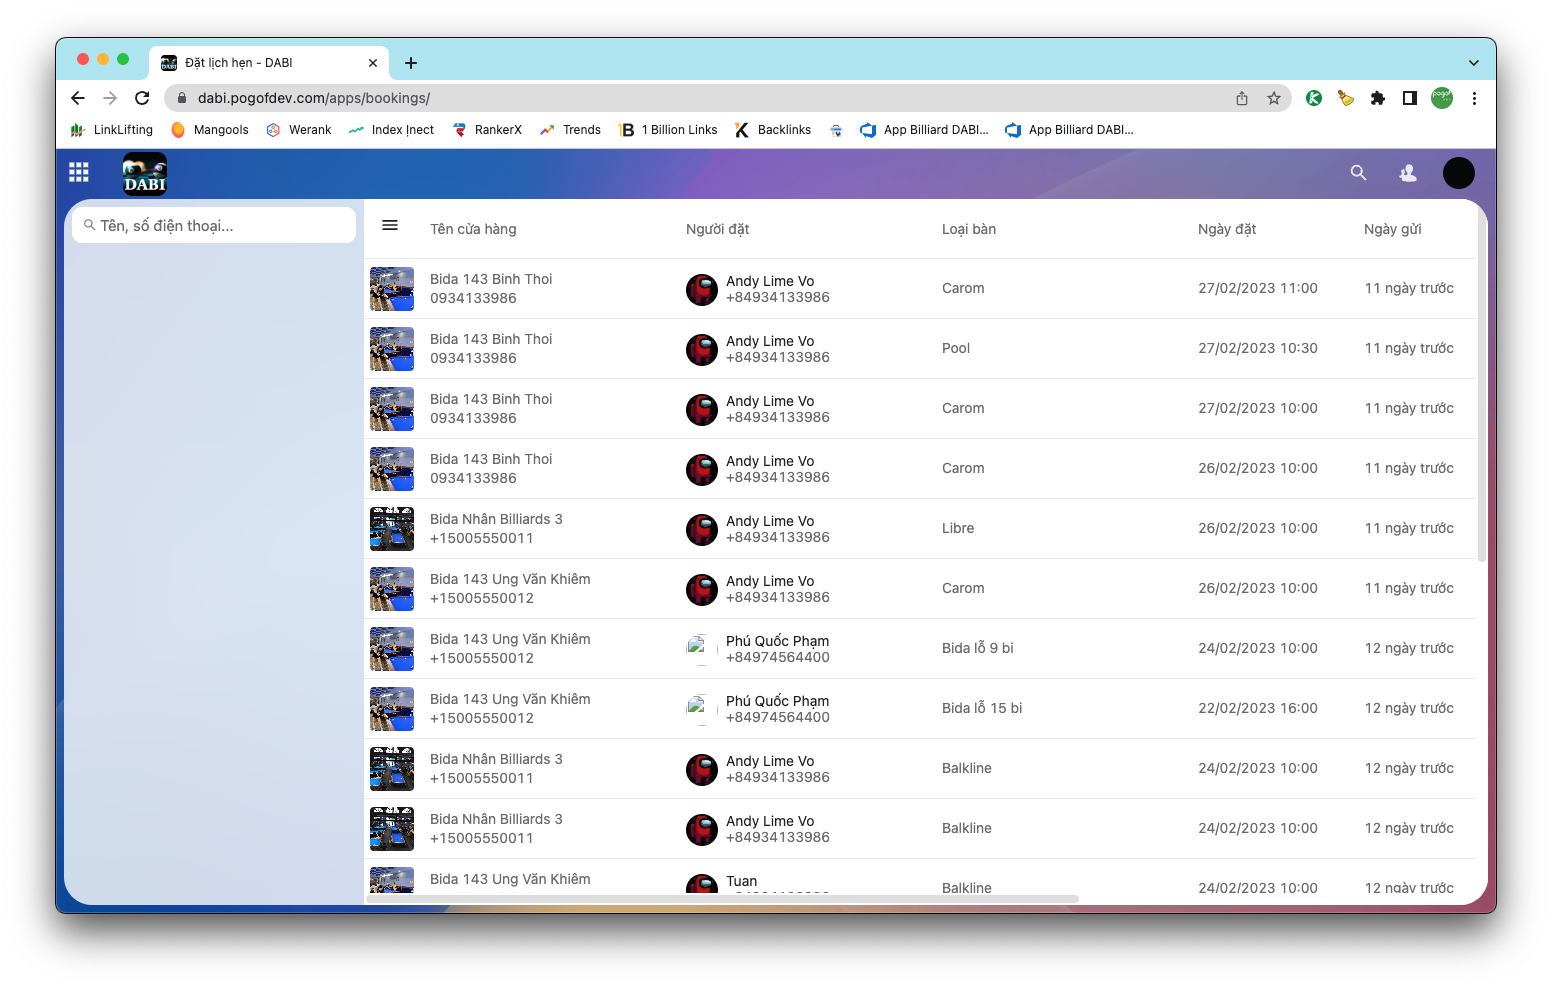 Đặt lịch hẹn - DABI
dabi.pogofdev.com/apps/bookings/
LinkLifting Mangools Werank Index Inect RankerX Trends 1 Billion Links Backlinks App Billiard DABI... App Billiard DABI...
DABI
Tên, số điện thoại...
Tên cửa hàng Người đặt Loại bàn Ngày đặt Ngày gửi
Bida 143 Binh Thoi Andy Lime Vo
0934133986 +84934133986 Carom 27/02/2023 11:00 11 ngày trước
Bida 143 Binh Thoi Andy Lime Vo
0934133986 +84934133986 Pool 27/02/2023 10:30 11 ngày trước
Bida 143 Binh Thoi Andy Lime Vo
0934133986 +84934133986 Carom 27/02/2023 10:00 11 ngày trước
Bida 143 Binh Thoi Andy Lime Vo
0934133986 +84934133986 Carom 26/02/2023 10:00 11 ngày trước
Bida Nhân Billiards 3 Andy Lime Vo
+15005550011 +84934133986 Libre 26/02/2023 10:00 11 ngày trước
Bida 143 Ung Văn Khiêm Andy Lime Vo
+15005550012 +84934133986 Carom 26/02/2023 10:00 11 ngày trước
Bida 143 Ung Văn Khiêm Phú Quốc Phạm
+15005550012 +84974564400 Bida lỗ 9 bi 24/02/2023 10:00 12 ngày trước
Bida 143 Ung Văn Khiêm Phú Quốc Phạm
+15005550012 +84974564400 Bida lỗ 15 bi 22/02/2023 16:00 12 ngày trước
Bida Nhân Billiards 3 Andy Lime Vo
+15005550011 +84934133986 Balkline 24/02/2023 10:00 12 ngày trước
Bida Nhân Billiards 3 Andy Lime Vo
+15005550011 +84934133986 Balkline 24/02/2023 10:00 12 ngày trước
Bida 143 Ung Văn Khiêm Tuan
Balkline 24/02/2023 10:00 12 ngày trước